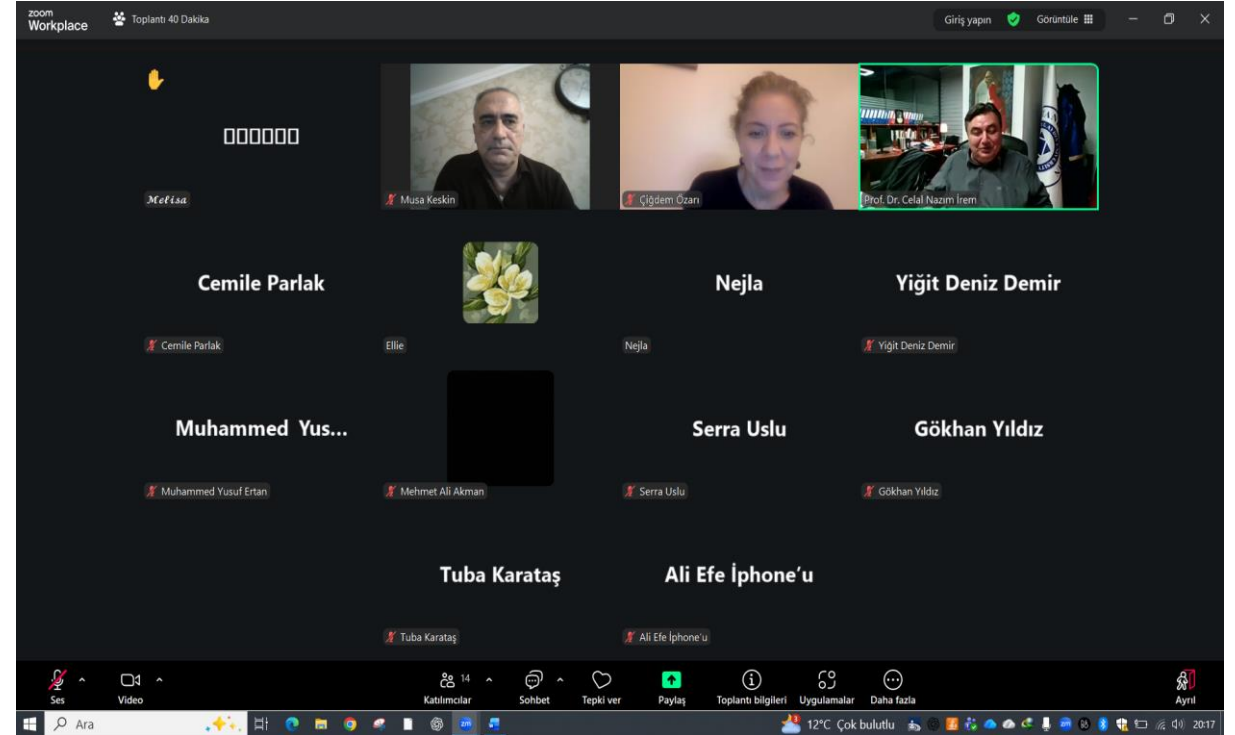 zoom
Workplace
Toplantı 40 Dakika
Giriş yapın
Görüntüle
Melisa
Musa Keskin
Çiğdem Özarı
Prof. Dr. Celal Nazım İrem
Cemile Parlak
Nejla
Yiğit Deniz Demir
Cemile Parlak
Ellie
Nejla
Yiğit Deniz Demir
Muhammed Yus...
Serra Uslu
Gökhan Yıldız
Muhammed Yusuf Ertan
Mehmet Ali Akman
Serra Uslu
Gökhan Yıldız
Tuba Karataş
Ali Efe İphone'u
Tuba Karataş
Ali Efe İphone'u
14
Ses
Video
Katılımcılar
Sohbet
Tepki ver
Paylaş
Toplantı bilgileri
Uygulamalar
Daha fazla
Ayrıl
Ara
zm
12°C Çok bulutlu
zm
20:17